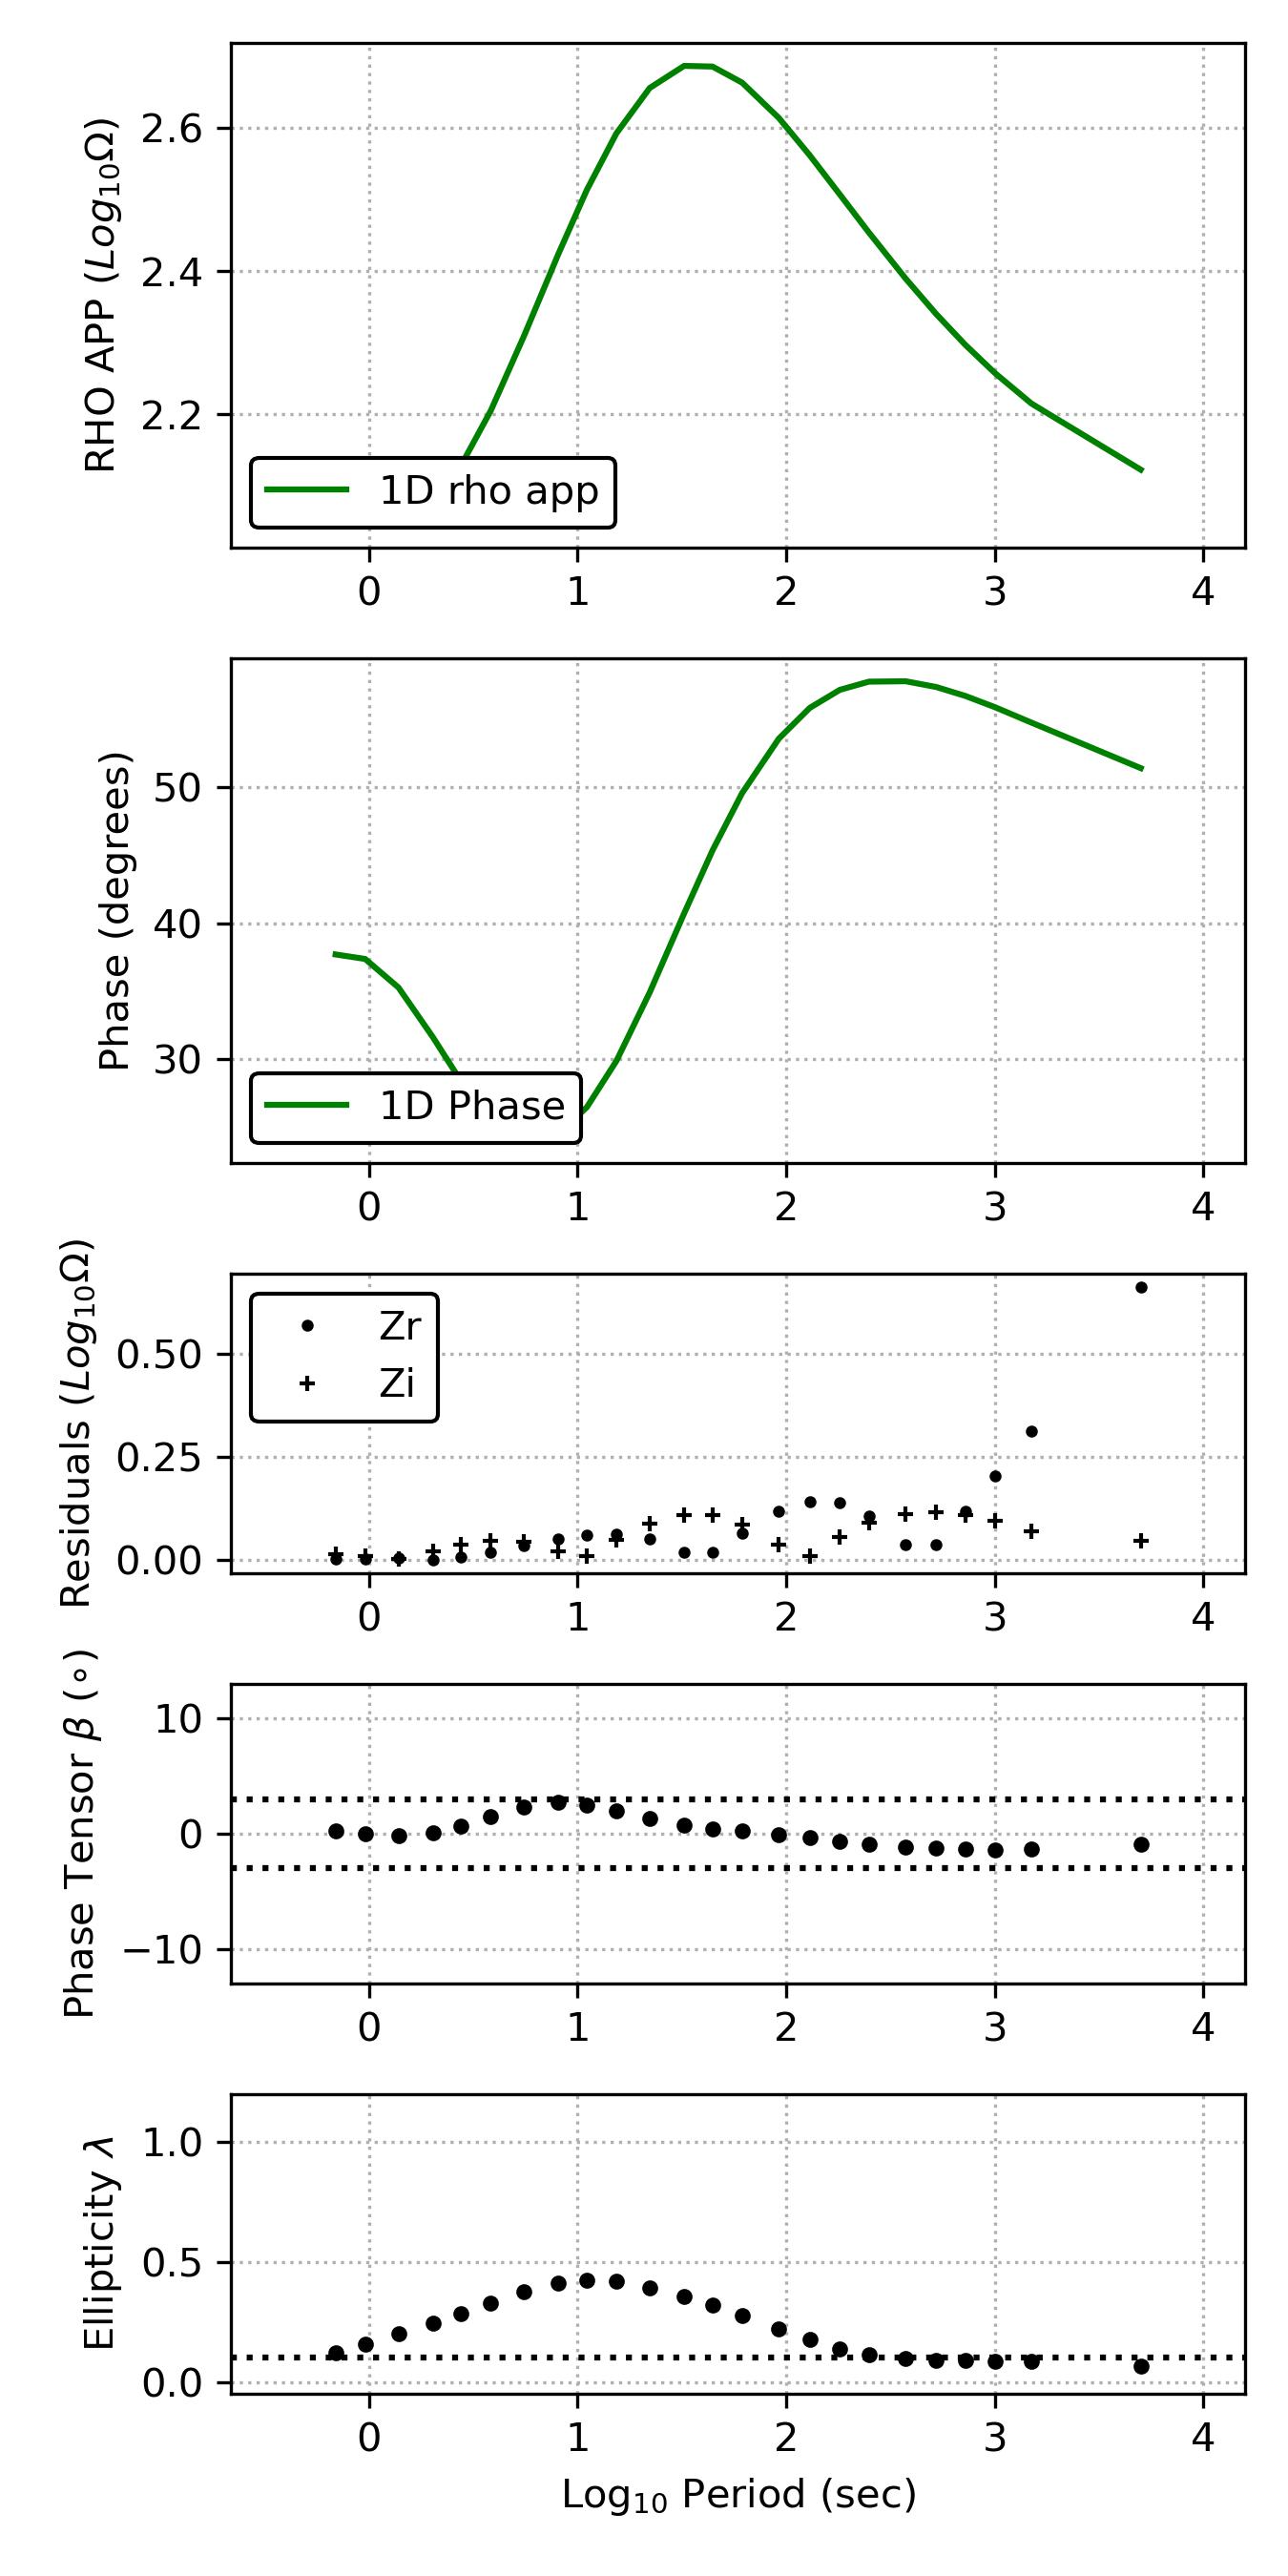 RHO APP (Log₁₀Ω)
2.6
2.4
2.2
1D rho app
0 1 2 3 4
Phase (degrees)
50
40
30
1D Phase
0 1 2 3 4
Residuals (Log₁₀Ω)
Zr
Zi
0.50
0.25
0.00
0 1 2 3 4
Phase Tensor β (∘)
10
0
−10
0 1 2 3 4
Ellipticity λ
1.0
0.5
0.0
0 1 2 3 4
Log₁₀ Period (sec)